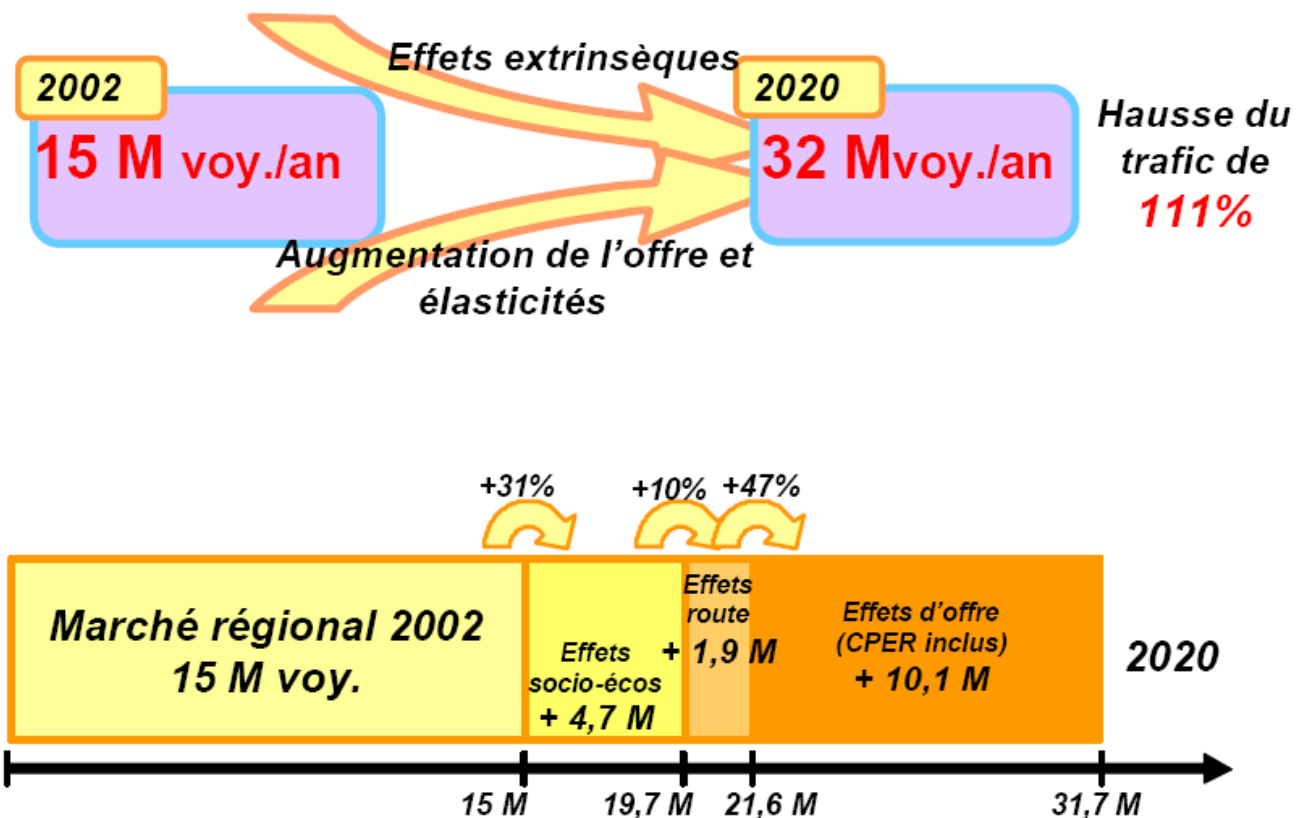 Effets extrinsèques
2002
15 M voy./an
2020
32 Mvoy./an
Hausse du
trafic de
111%
Augmentation de l'offre et
élasticités
+31%
+10%
+47%
Marché régional 2002
15 M voy.
Effets
socio-écos
+ 4,7 M
Effets
route
+ 1,9 M
Effets d'offre
(CPER inclus)
+ 10,1 M
2020
15 M
19,7 M
21,6 M
31,7 M